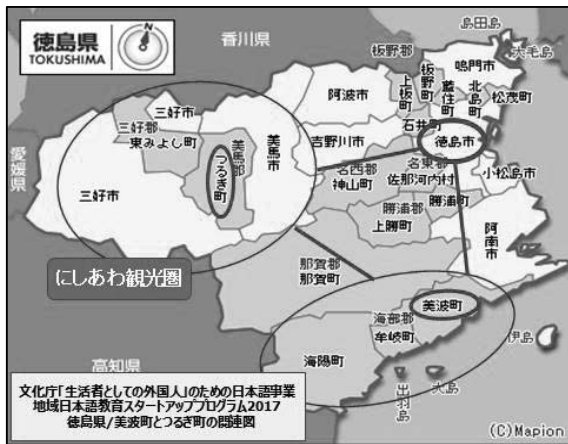 徳島県
TOKUSHIMA
香川県
島田島
大毛島
板野郡
鳴門市
板野町
上板町
藍住町
北島町
松茂町
阿波市
石井町
徳島市
吉野川市
三好市
三好郡
東みよし町
美馬郡
つるぎ町
美馬市
名西郡
神山町
名東郡
佐那河内村
小松島市
愛媛県
三好市
勝浦郡
上勝町
勝浦町
阿南市
那賀郡
那賀町
にしあわ観光圏
美波町
海部郡
牟岐町
海陽町
伊島
高知県
大島
出羽島
文化庁「生活者としての外国人」のための日本語事業
地域日本語教育スタートアッププログラム2017
徳島県/美波町とつるぎ町の関連図
(C)Mapion